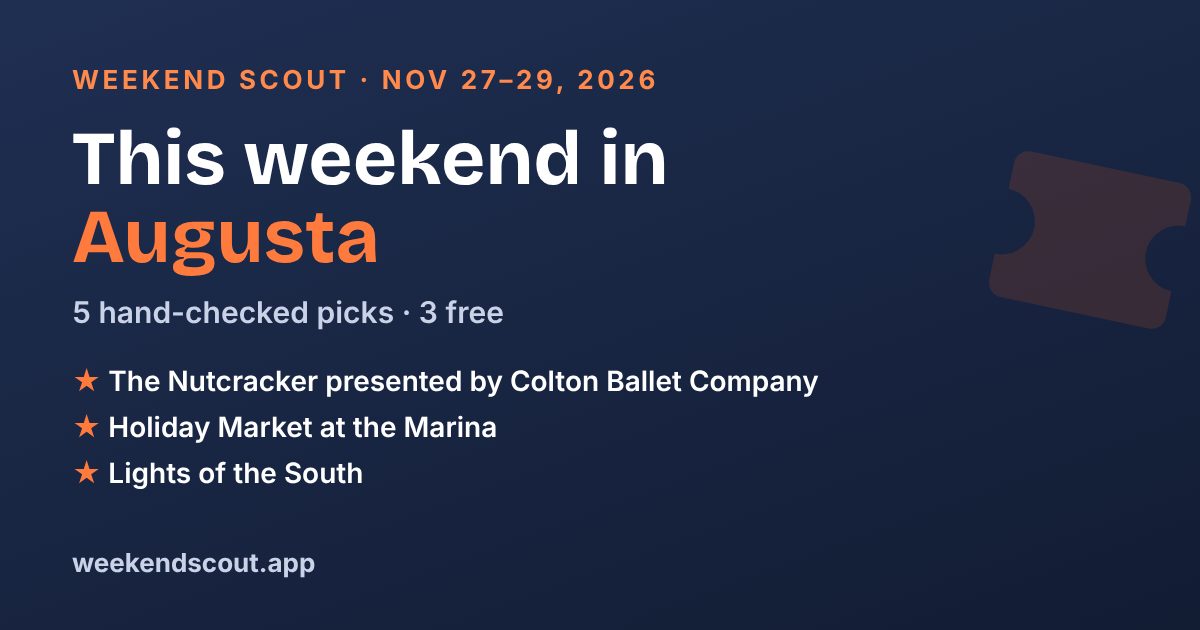 WEEKEND SCOUT · NOV 27–29, 2026
This weekend in
Augusta
5 hand-checked picks · 3 free
★ The Nutcracker presented by Colton Ballet Company
★ Holiday Market at the Marina
★ Lights of the South
weekendscout.app